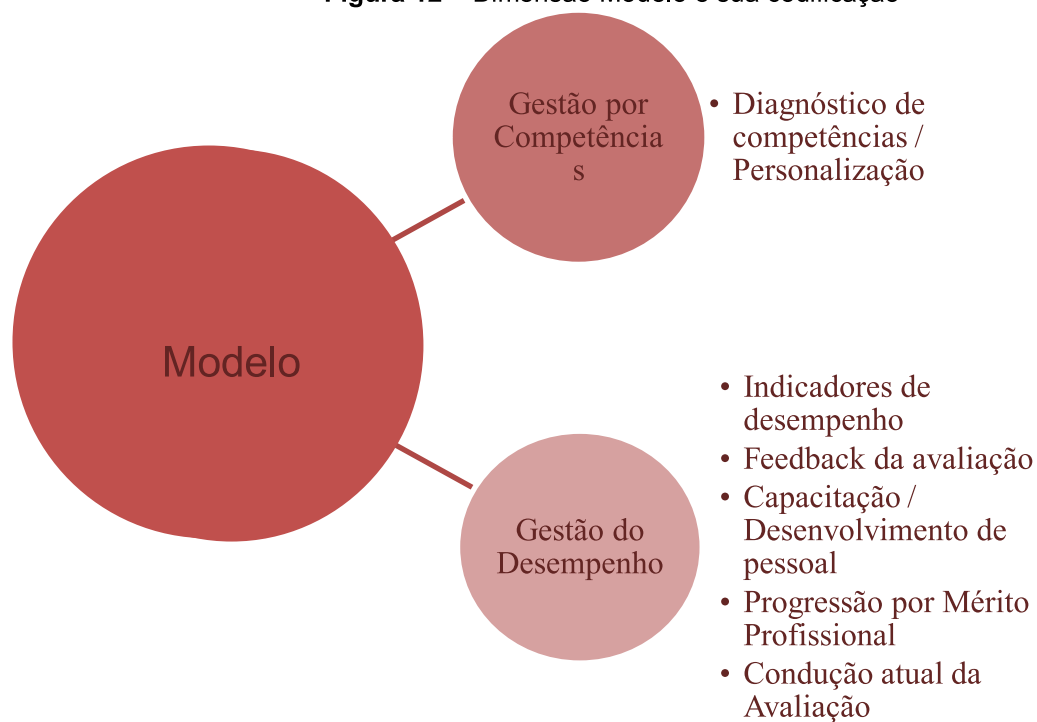 Gestão por
Competência
s
• Diagnóstico de
competências /
Personalização
Modelo
Gestão do
Desempenho
• Indicadores de
desempenho
• Feedback da avaliação
• Capacitação /
Desenvolvimento de
pessoal
• Progressão por Mérito
Profissional
• Condução atual da
Avaliação